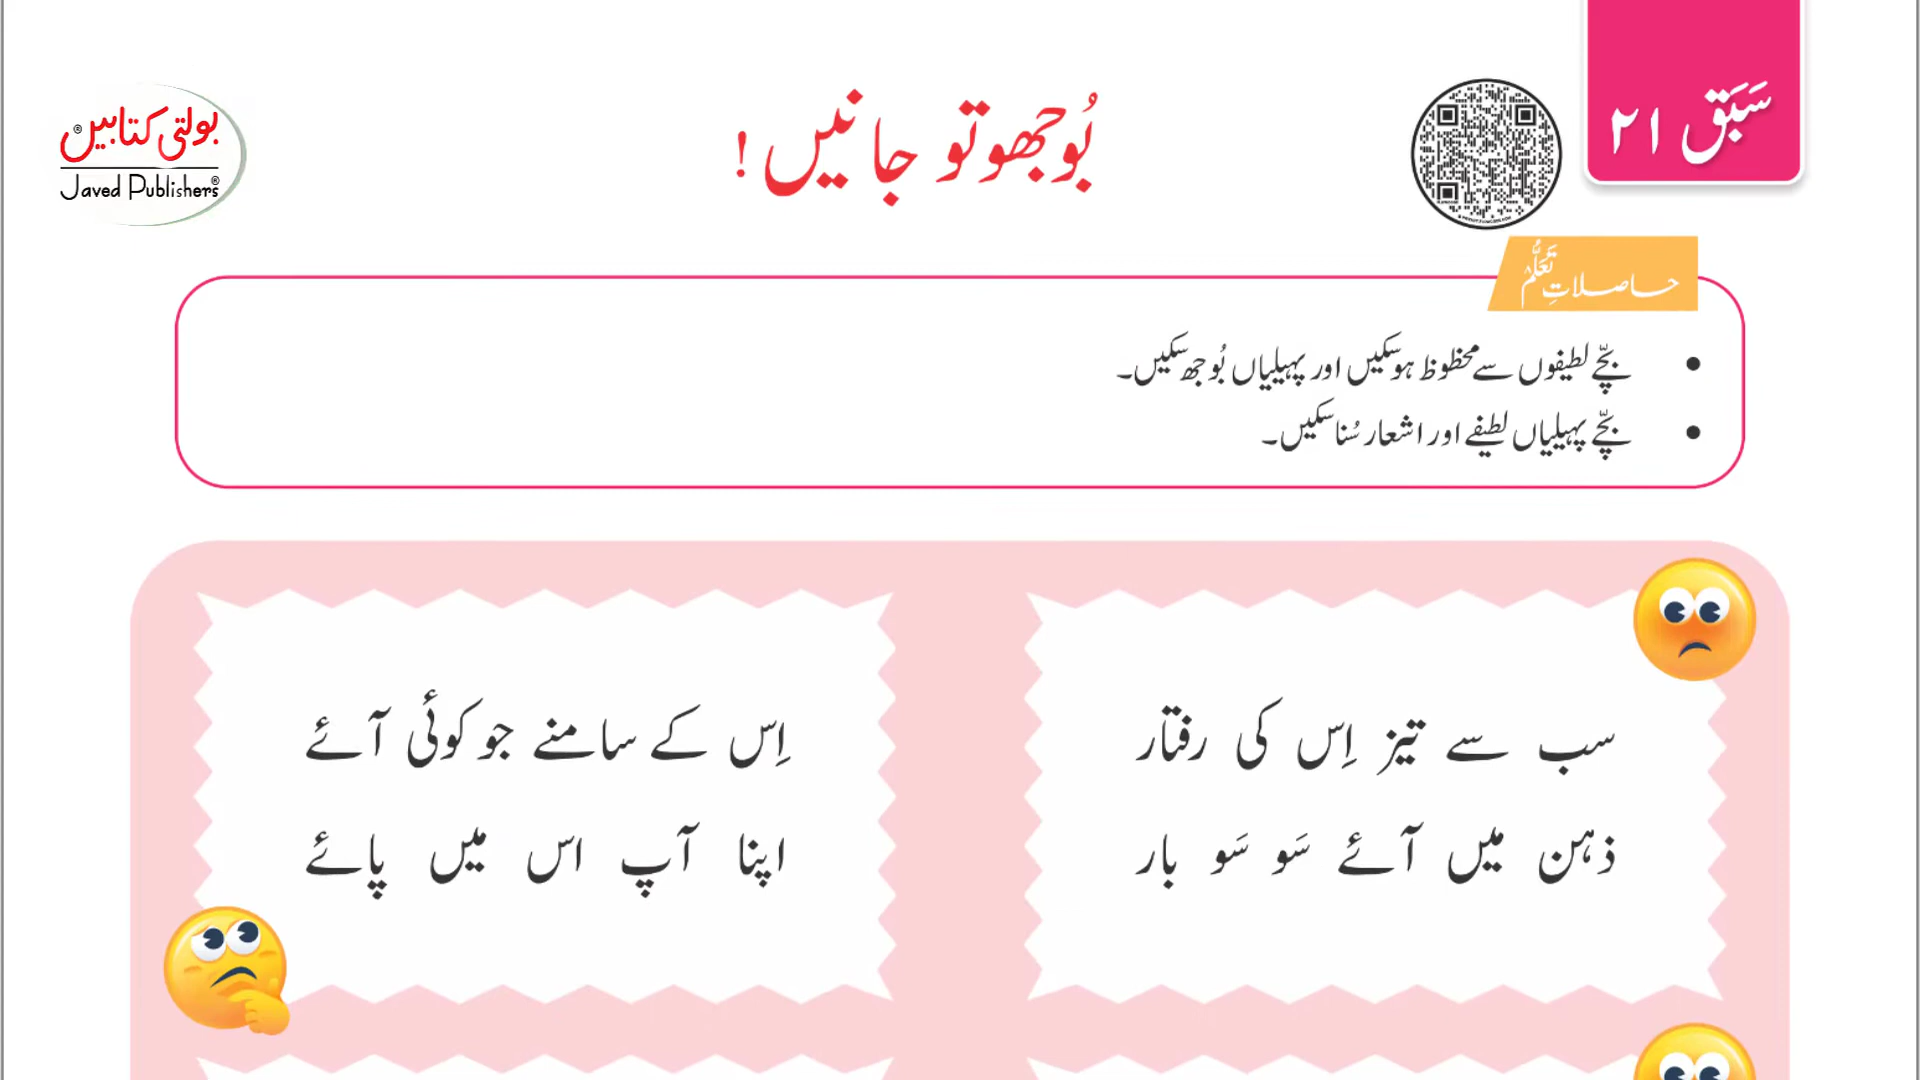 سَبَق ۲۱
بُوجھو تو جانیں!
بولتی کتابیں®
Javed Publishers®
حاصلاتِ تَعَلُّم
• بچّے لطیفوں سے محظوظ ہو سکیں اور پہیلیاں بُوجھ سکیں۔
• بچّے پہیلیاں لطیفے اور اشعار سُنا سکیں۔
سب سے تیز اِس کی رفتار
ذہن میں آئے سَو سَو بار
اِس کے سامنے جو کوئی آئے
اپنا آپ اس میں پائے